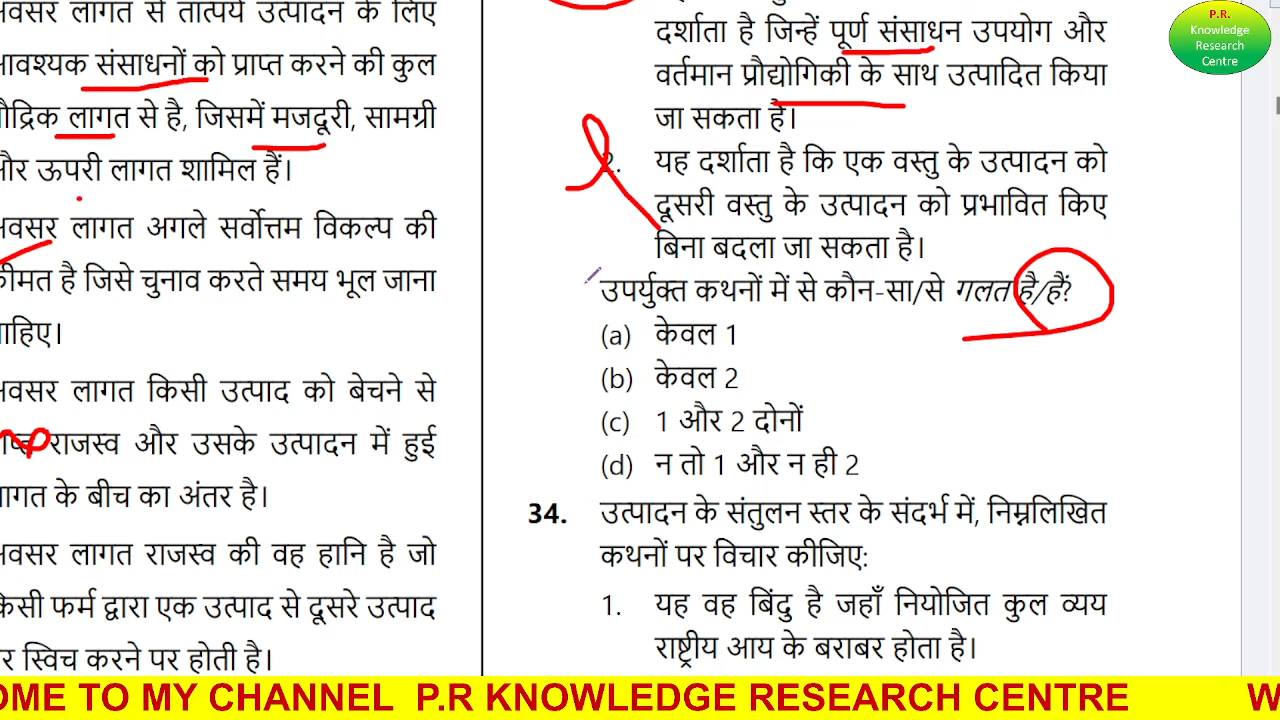 वसर लागत से तात्पर्य उत्पादन के लिए
आवश्यक संसाधनों को प्राप्त करने की कुल
मौद्रिक लागत से है, जिसमें मजदूरी, सामग्री
और ऊपरी लागत शामिल हैं।
अवसर लागत अगले सर्वोत्तम विकल्प की
कीमत है जिसे चुनाव करते समय भूल जाना
ाहिए।
अवसर लागत किसी उत्पाद को बेचने से
राजस्व और उसके उत्पादन में हुई
लागत के बीच का अंतर है।
अवसर लागत राजस्व की वह हानि है जो
किसी फर्म द्वारा एक उत्पाद से दूसरे उत्पाद
र स्विच करने पर होती है।
दर्शाता है जिन्हें पूर्ण संसाधन उपयोग और
वर्तमान प्रौद्योगिकी के साथ उत्पादित किया
जा सकता है।
2. यह दर्शाता है कि एक वस्तु के उत्पादन को
दूसरी वस्तु के उत्पादन को प्रभावित किए
बिना बदला जा सकता है।
उपर्युक्त कथनों में से कौन-सा/से गलत है/हैं?
(a) केवल 1
(b) केवल 2
(c) 1 और 2 दोनों
(d) न तो 1 और न ही 2
34. उत्पादन के संतुलन स्तर के संदर्भ में, निम्नलिखित
कथनों पर विचार कीजिए:
1. यह वह बिंदु है जहाँ नियोजित कुल व्यय
राष्ट्रीय आय के बराबर होता है।
P.R.
Knowledge
Research
Centre
OME TO MY CHANNEL P.R KNOWLEDGE RESEARCH CENTRE W